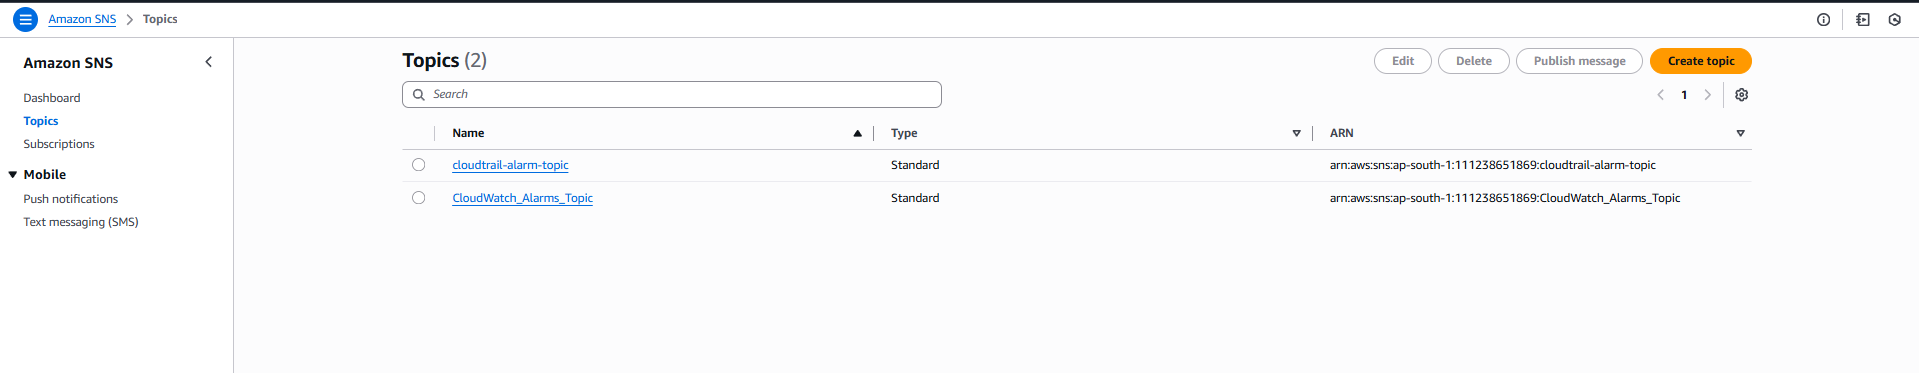 Amazon SNS > Topics
Amazon SNS
Dashboard
Topics
Subscriptions
Mobile
Push notifications
Text messaging (SMS)
Topics (2)
Edit Delete Publish message Create topic
Search
1
Name Type ARN
cloudtrail-alarm-topic Standard arn:aws:sns:ap-south-1:111238651869:cloudtrail-alarm-topic
CloudWatch_Alarms_Topic Standard arn:aws:sns:ap-south-1:111238651869:CloudWatch_Alarms_Topic